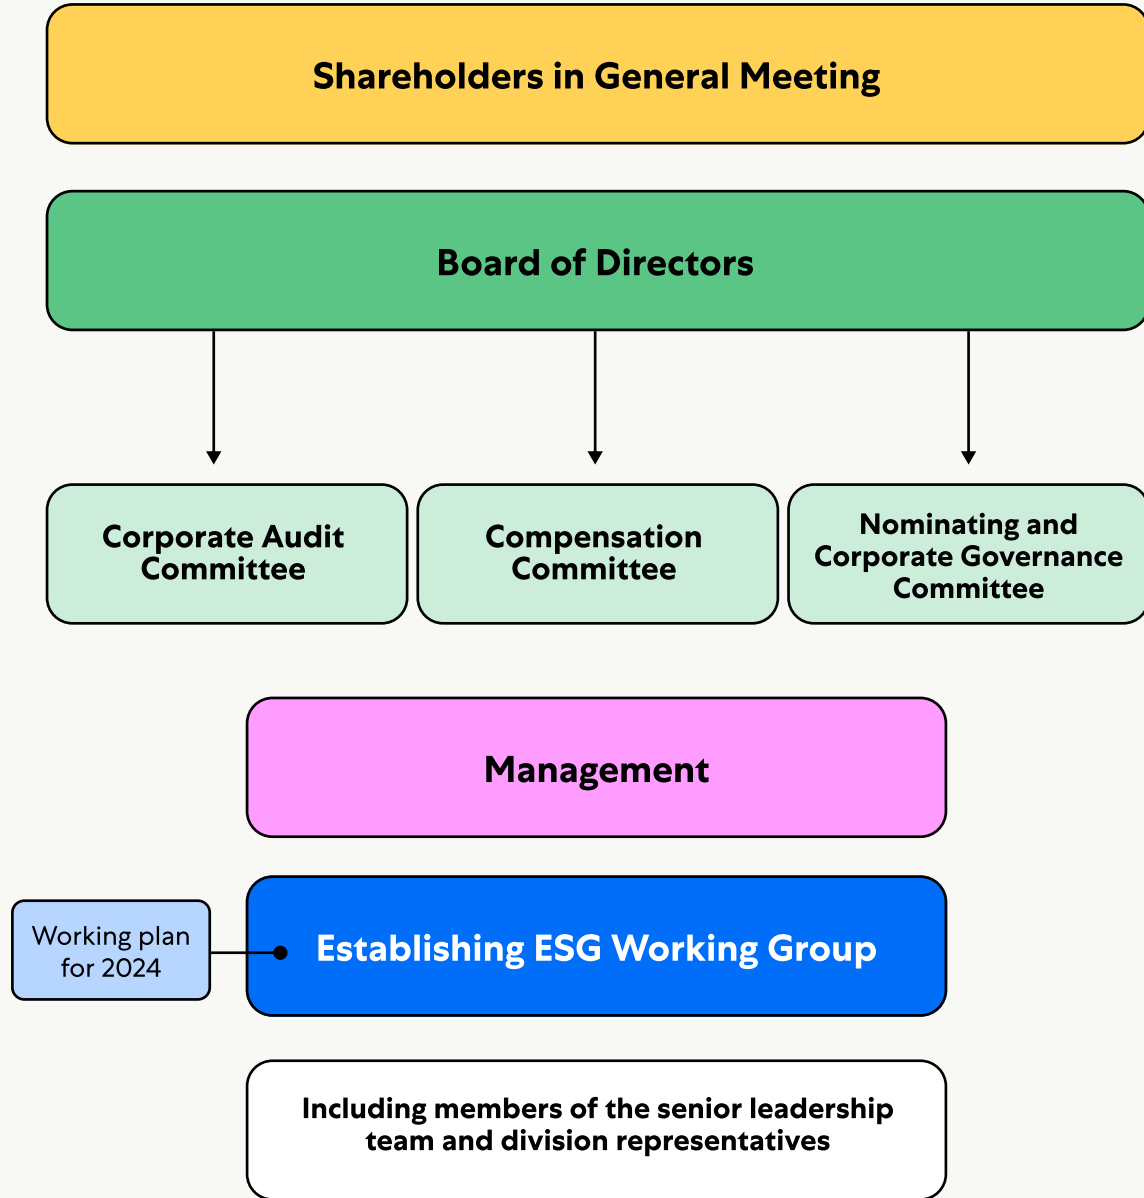 Shareholders in General Meeting
Board of Directors
Corporate Audit
Committee
Compensation
Committee
Nominating and
Corporate Governance
Committee
Management
Working plan
for 2024
Establishing ESG Working Group
Including members of the senior leadership
team and division representatives